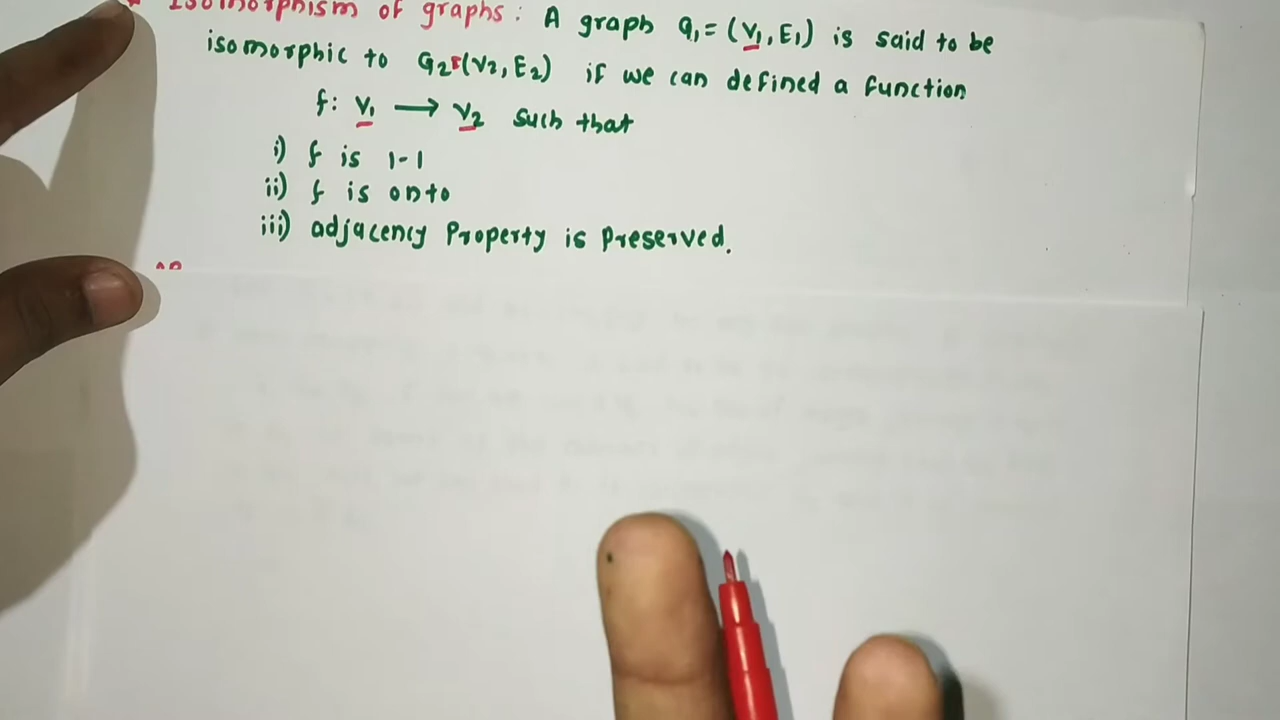 Isomorphism of graphs: A graph G1 = (V1, E1) is said to be
isomorphic to G2=(V2, E2) if we can defined a function
f: V1 ⟶ V2 such that
i) f is 1-1
ii) f is onto
iii) adjacency Property is Preserved.